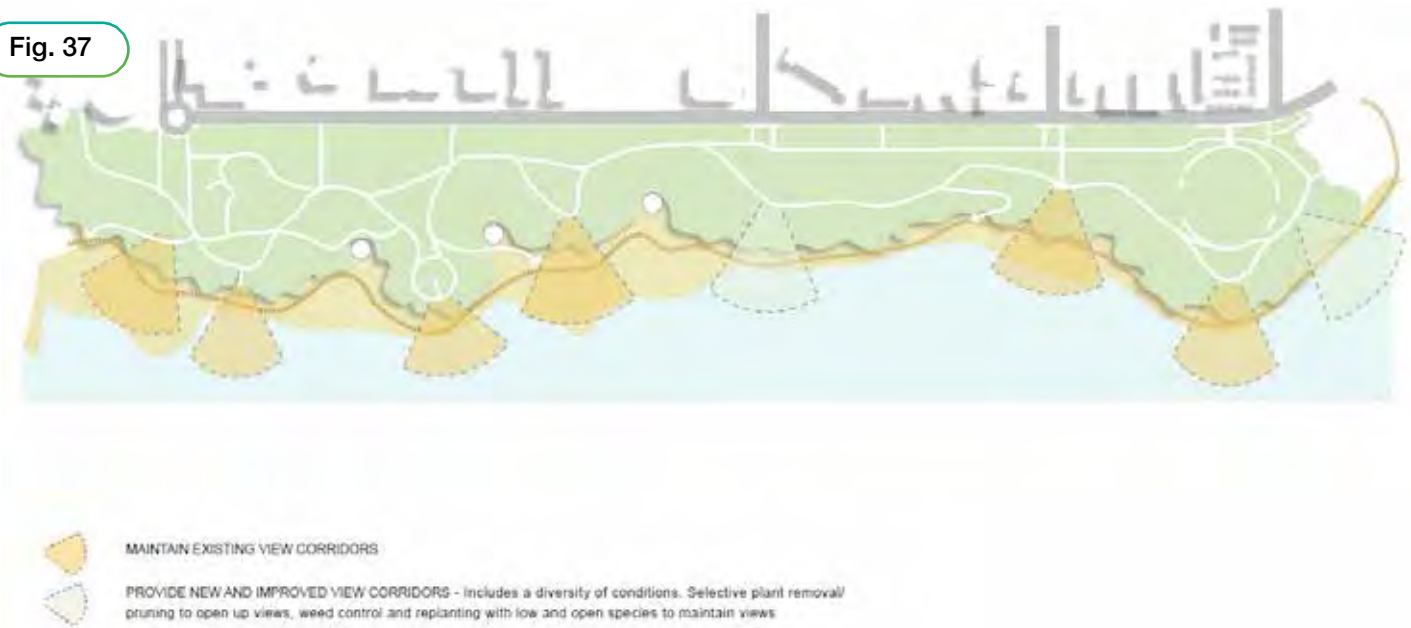 Fig. 37
MAINTAIN EXISTING VIEW CORRIDORS
PROVIDE NEW AND IMPROVED VIEW CORRIDORS - Includes a diversity of conditions. Selective plant removal/
pruning to open up views, weed control and replanting with low and open species to maintain views